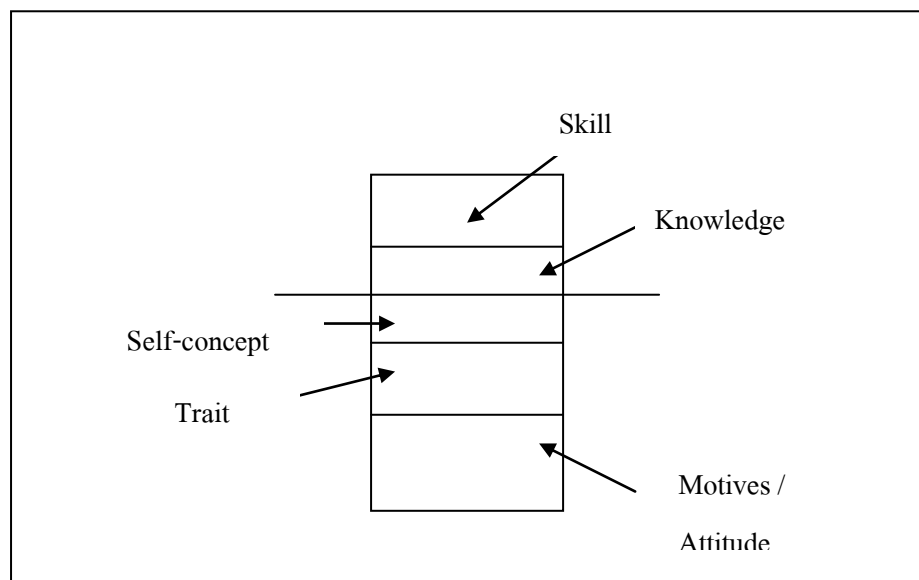 Skill
Knowledge
Self-concept
Trait
Motives /
Attitude